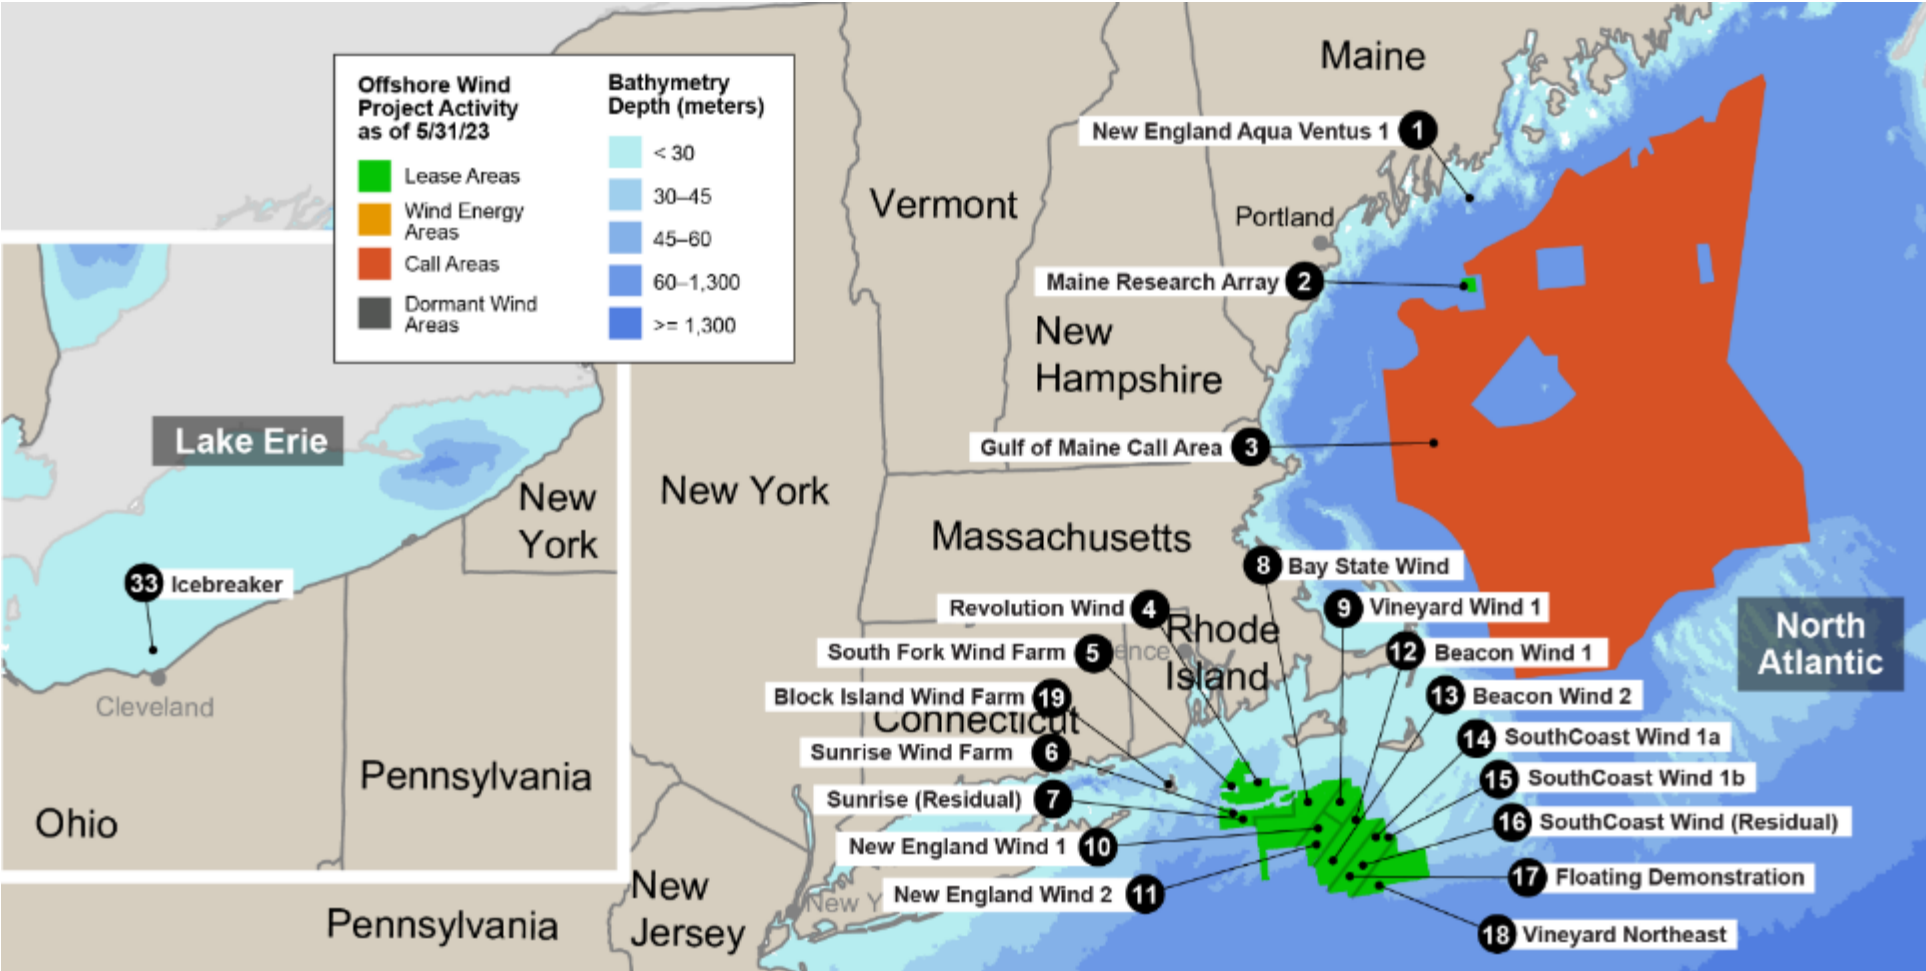 Offshore Wind
Project Activity
as of 5/31/23
Lease Areas
Wind Energy
Areas
Call Areas
Dormant Wind
Areas
Bathymetry
Depth (meters)
< 30
30–45
45–60
60–1,300
>= 1,300
Maine
New England Aqua Ventus 1
1
Vermont
Portland
Maine Research Array
2
New
Hampshire
Gulf of Maine Call Area
3
Lake Erie
New
York
New York
Massachusetts
33
Icebreaker
Cleveland
Ohio
Pennsylvania
Pennsylvania
New
Jersey
New Y
8
Bay State Wind
Revolution Wind
4
Rhode
Island
ence
9
Vineyard Wind 1
South Fork Wind Farm
5
12
Beacon Wind 1
Block Island Wind Farm
19
Connecticut
13
Beacon Wind 2
Sunrise Wind Farm
6
14
SouthCoast Wind 1a
Sunrise (Residual)
7
15
SouthCoast Wind 1b
New England Wind 1
10
16
SouthCoast Wind (Residual)
New England Wind 2
11
17
Floating Demonstration
18
Vineyard Northeast
North
Atlantic